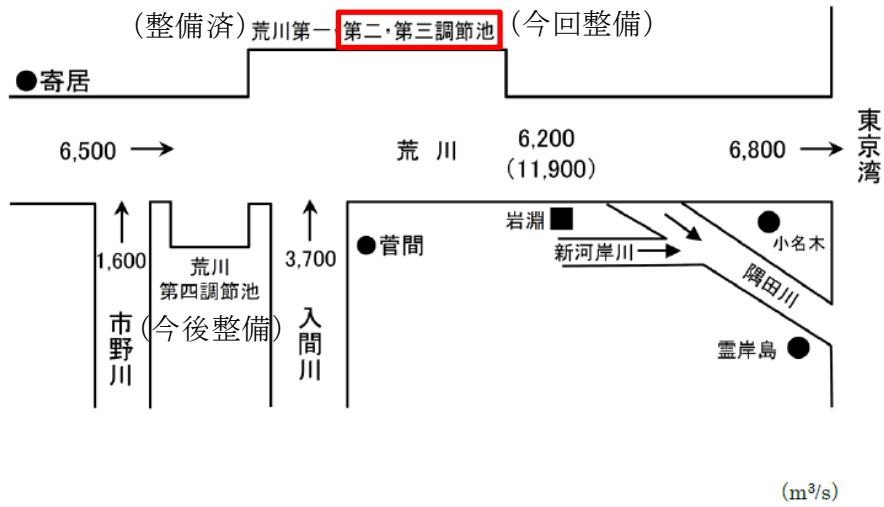 (整備済)
荒川第一
第二・第三調節池
(今回整備)
●寄居
6,500
荒川
6,200
(11,900)
6,800
東京湾
1,600
荒川
第四調節池
(今後整備)
3,700
●菅間
岩淵■
新河岸川
小名木
隅田川
霊岸島●
市野川
入間川
(m³/s)